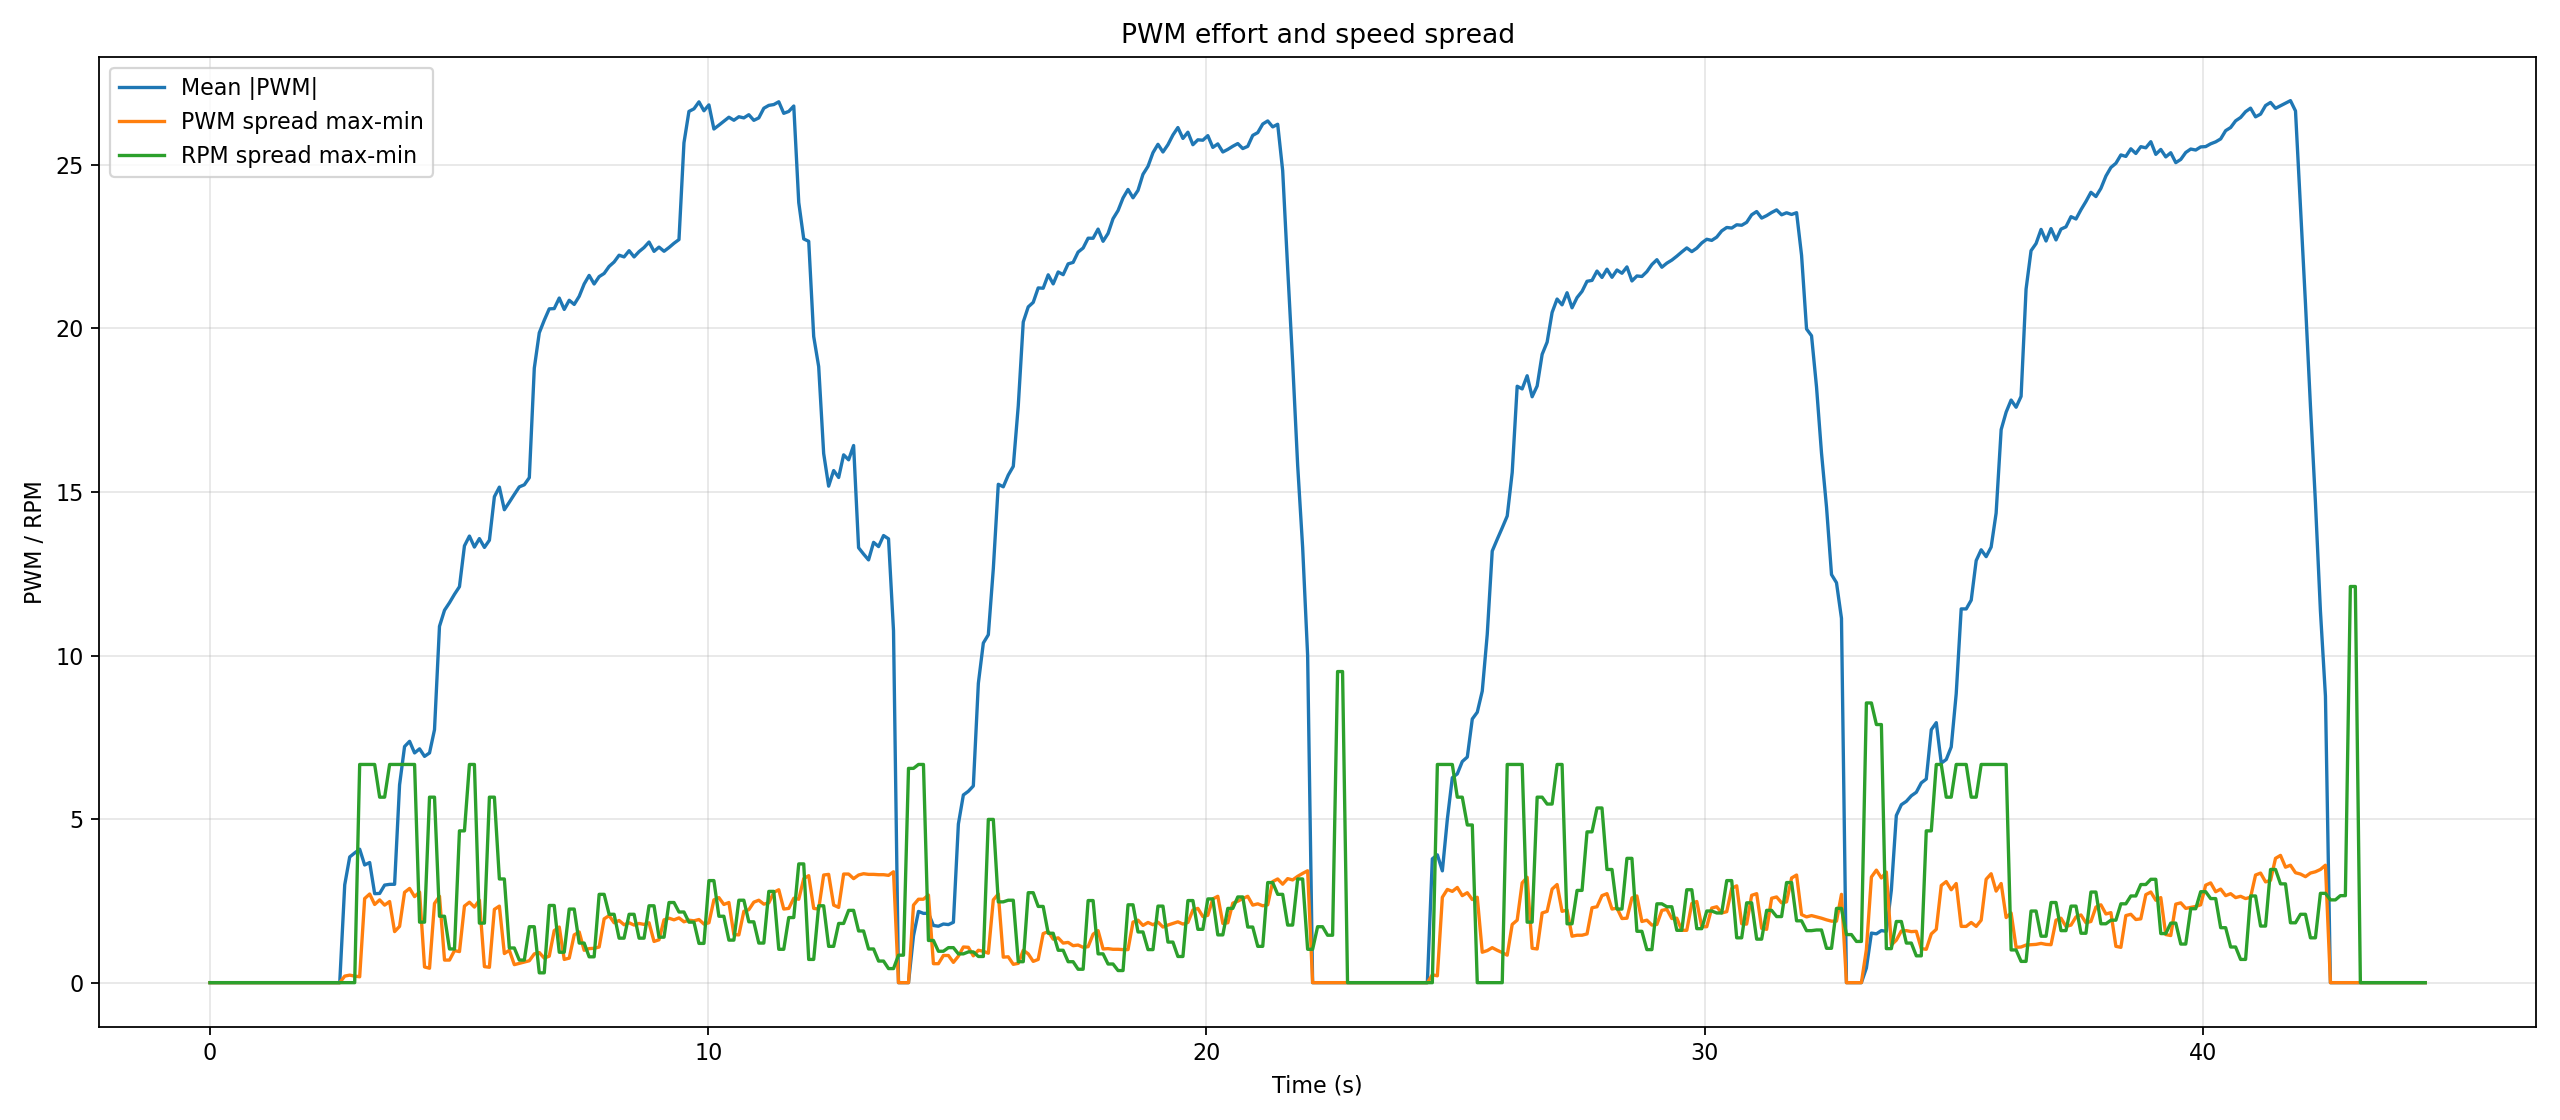 PWM effort and speed spread
Mean |PWM|
PWM spread max-min
RPM spread max-min
PWM / RPM
25
20
15
10
5
0
0 10 20 30 40
Time (s)